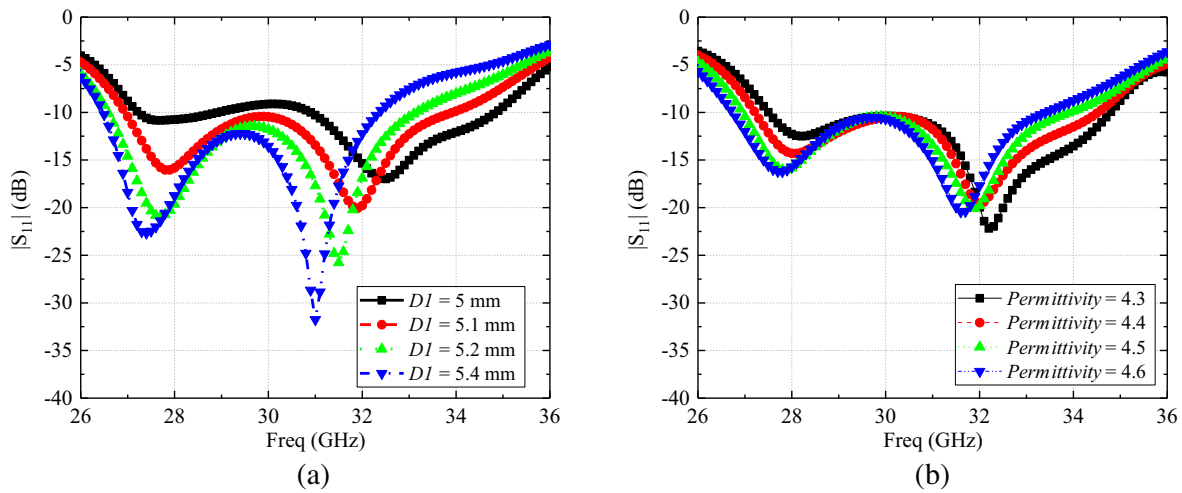 0
-5
-10
-15
-20
-25
-30
-35
-40
|S11| (dB)
D1 = 5 mm
D1 = 5.1 mm
D1 = 5.2 mm
D1 = 5.4 mm
26 28 30 32 34 36
Freq (GHz)
(a)
0
-5
-10
-15
-20
-25
-30
-35
-40
|S11| (dB)
Permittivity = 4.3
Permittivity = 4.4
Permittivity = 4.5
Permittivity = 4.6
26 28 30 32 34 36
Freq (GHz)
(b)